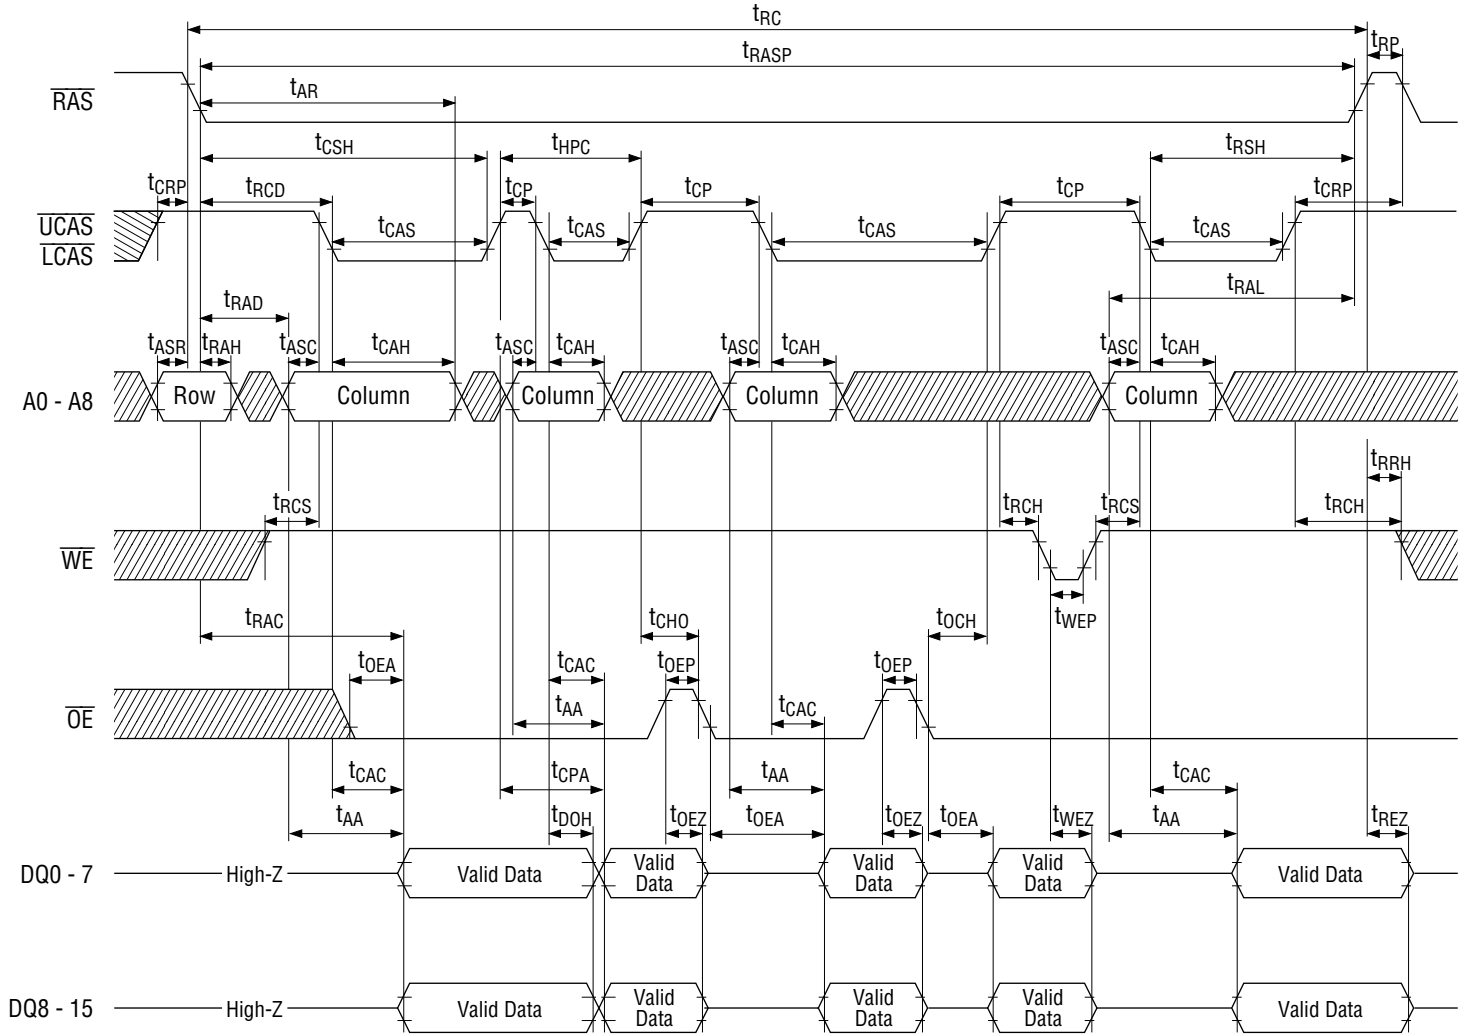 tRC
tRASP
tRP
RAS
tAR
tCSH
tHPC
tRSH
tCRP
tRCD
tCP
tCP
tCP
tCRP
UCAS
LCAS
tCAS
tCAS
tCAS
tCAS
tRAD
tRAL
tASR
tRAH
tASC
tCAH
tASC
tCAH
tASC
tCAH
tASC
tCAH
A0 - A8
Row
Column
Column
Column
Column
tRRH
tRCS
tRCH
tRCS
tRCH
WE
tRAC
tCHO
tOCH
tWEP
tOEA
tCAC
tOEP
tOEP
OE
tAA
tCAC
tCAC
tCPA
tAA
tCAC
tAA
tDOH
tOEZ
tOEA
tOEZ
tOEA
tWEZ
tAA
tREZ
DQ0 - 7
High-Z
Valid Data
Valid
Data
Valid
Data
Valid
Data
Valid Data
DQ8 - 15
High-Z
Valid Data
Valid
Data
Valid
Data
Valid
Data
Valid Data